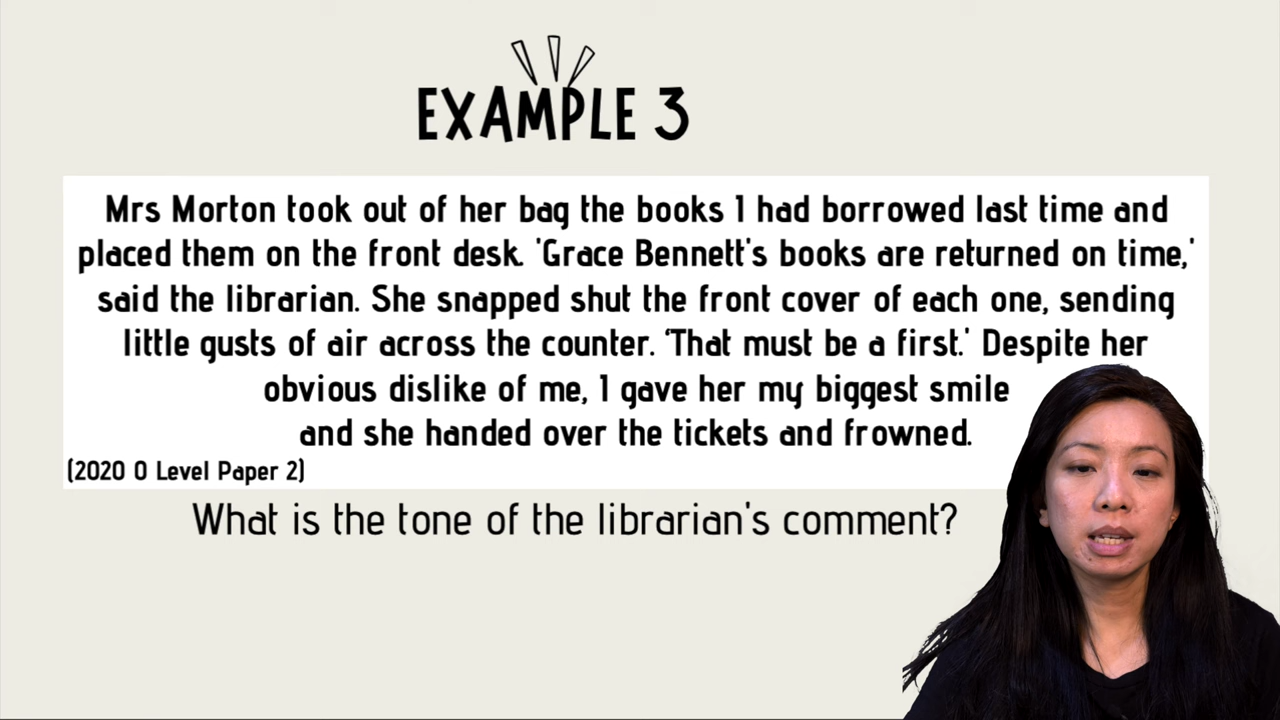 EXAMPLE 3
Mrs Morton took out of her bag the books I had borrowed last time and
placed them on the front desk. 'Grace Bennett's books are returned on time,'
said the librarian. She snapped shut the front cover of each one, sending
little gusts of air across the counter. ‘That must be a first.' Despite her
obvious dislike of me, I gave her my biggest smile
and she handed over the tickets and frowned.
(2020 O Level Paper 2)
What is the tone of the librarian's comment?